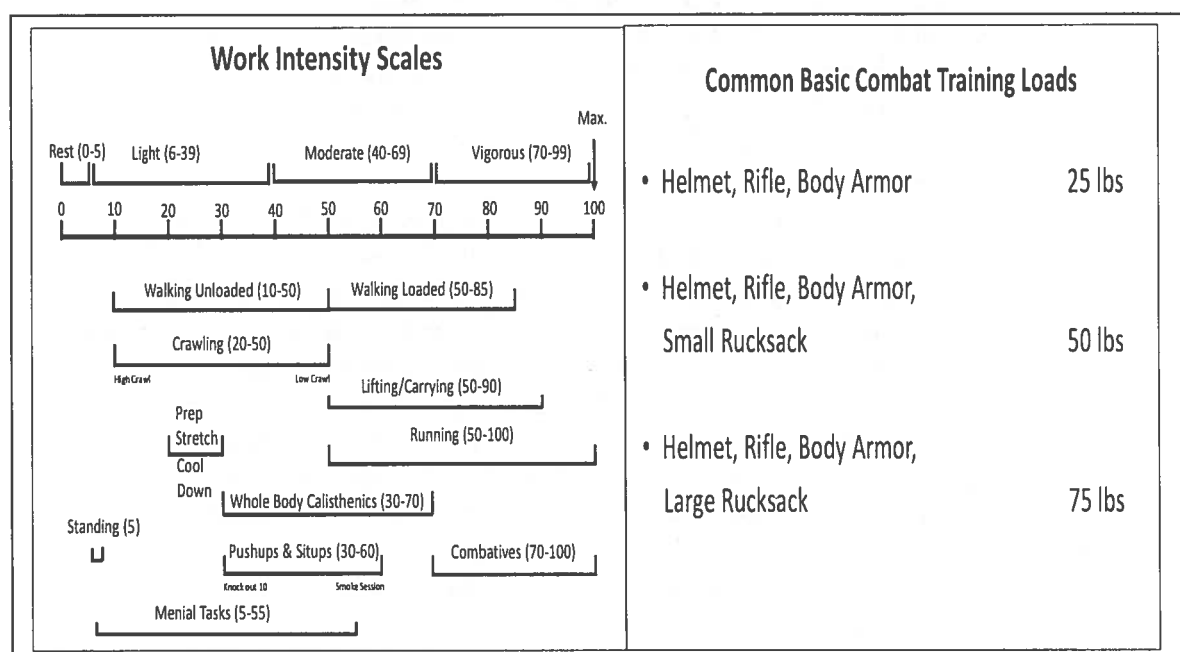 Work Intensity Scales
Max.
Rest (0-5) Light (6-39) Moderate (40-69) Vigorous (70-99)
0 10 20 30 40 50 60 70 80 90 100
Walking Unloaded (10-50) Walking Loaded (50-85)
Crawling (20-50)
High Crawl Low Crawl
Lifting/Carrying (50-90)
Prep
Stretch
Cool
Down
Running (50-100)
Whole Body Calisthenics (30-70)
Standing (5)
Pushups & Situps (30-60) Combatives (70-100)
Knock out 10 Smoke Session
Menial Tasks (5-55)
Common Basic Combat Training Loads
• Helmet, Rifle, Body Armor 25 lbs
• Helmet, Rifle, Body Armor,
Small Rucksack 50 lbs
• Helmet, Rifle, Body Armor,
Large Rucksack 75 lbs